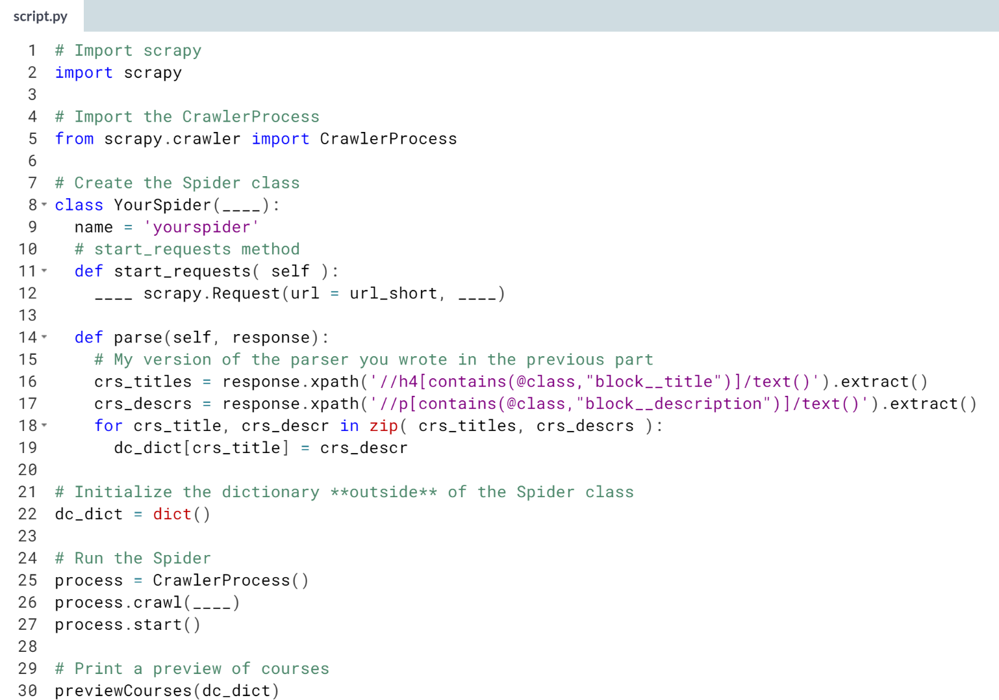 script.py
1 # Import scrapy
2 import scrapy
3
4 # Import the CrawlerProcess
5 from scrapy.crawler import CrawlerProcess
6
7 # Create the Spider class
8 class YourSpider(____):
9   name = 'yourspider'
10   # start_requests method
11   def start_requests( self ):
12     ____ scrapy.Request(url = url_short, ____)
13
14   def parse(self, response):
15     # My version of the parser you wrote in the previous part
16     crs_titles = response.xpath('//h4[contains(@class,"block__title")]/text()').extract()
17     crs_descrs = response.xpath('//p[contains(@class,"block__description")]/text()').extract()
18     for crs_title, crs_descr in zip( crs_titles, crs_descrs ):
19       dc_dict[crs_title] = crs_descr
20
21 # Initialize the dictionary **outside** of the Spider class
22 dc_dict = dict()
23
24 # Run the Spider
25 process = CrawlerProcess()
26 process.crawl(____)
27 process.start()
28
29 # Print a preview of courses
30 previewCourses(dc_dict)